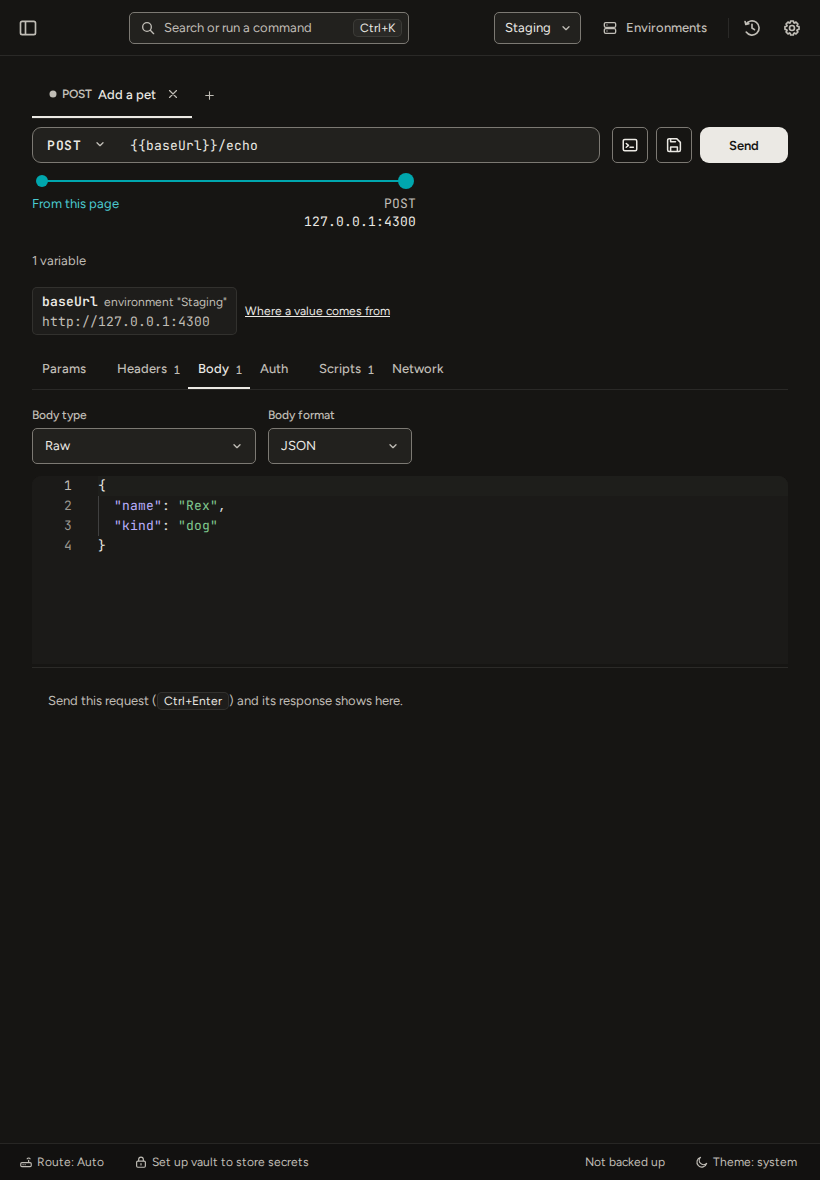 Search or run a command Ctrl+K Staging Environments
POST Add a pet
POST {{baseUrl}}/echo Send
From this page POST
127.0.0.1:4300
1 variable
baseUrl environment "Staging"
http://127.0.0.1:4300 Where a value comes from
Params Headers 1 Body 1 Auth Scripts 1 Network
Body type Body format
Raw JSON
1 {
2 "name": "Rex",
3 "kind": "dog"
4 }
Send this request (Ctrl+Enter) and its response shows here.
Route: Auto Set up vault to store secrets Not backed up Theme: system